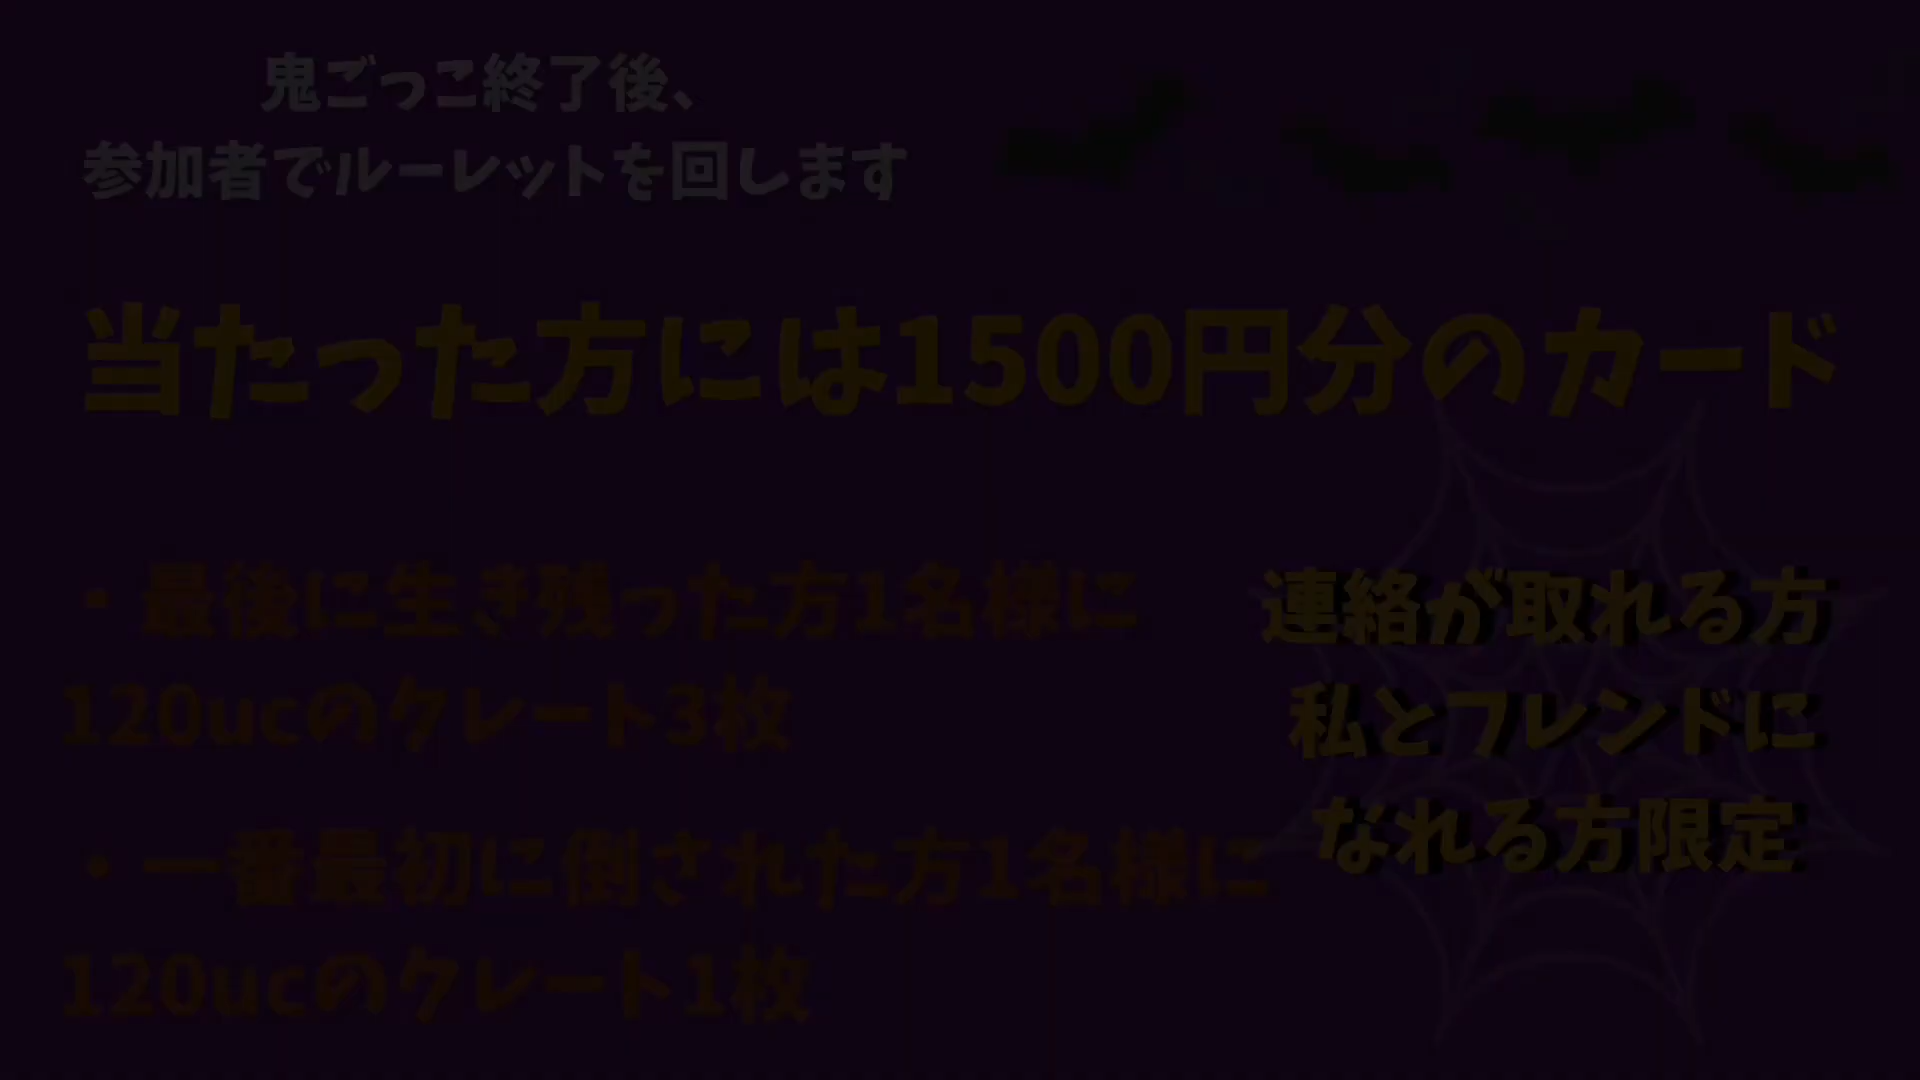 鬼ごっこ終了後、
参加者でルーレットを回します
当たった方には1500円分のカード
・最後に生き残った方1名様に
120ucのクレート3枚
・一番最初に倒された方1名様に
120ucのクレート1枚
連絡が取れる方
私とフレンドに
なれる方限定